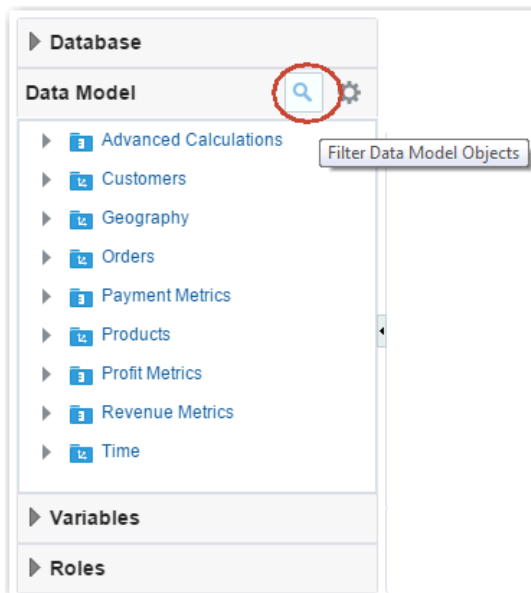 Database
Data Model
Advanced Calculations
Filter Data Model Objects
Customers
Geography
Orders
Payment Metrics
Products
Profit Metrics
Revenue Metrics
Time
Variables
Roles